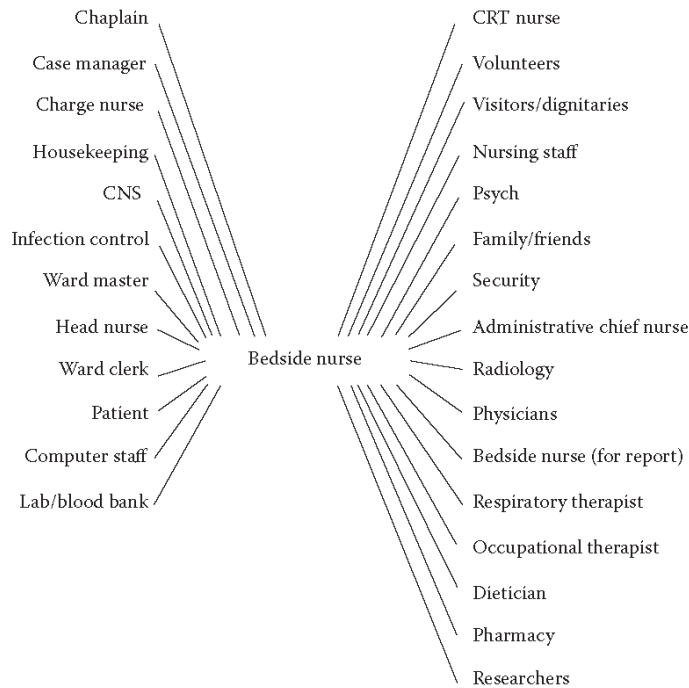 Chaplain
Case manager
Charge nurse
Housekeeping
CNS
Infection control
Ward master
Head nurse
Ward clerk
Patient
Computer staff
Lab/blood bank
Bedside nurse
CRT nurse
Volunteers
Visitors/dignitaries
Nursing staff
Psych
Family/friends
Security
Administrative chief nurse
Radiology
Physicians
Bedside nurse (for report)
Respiratory therapist
Occupational therapist
Dietician
Pharmacy
Researchers